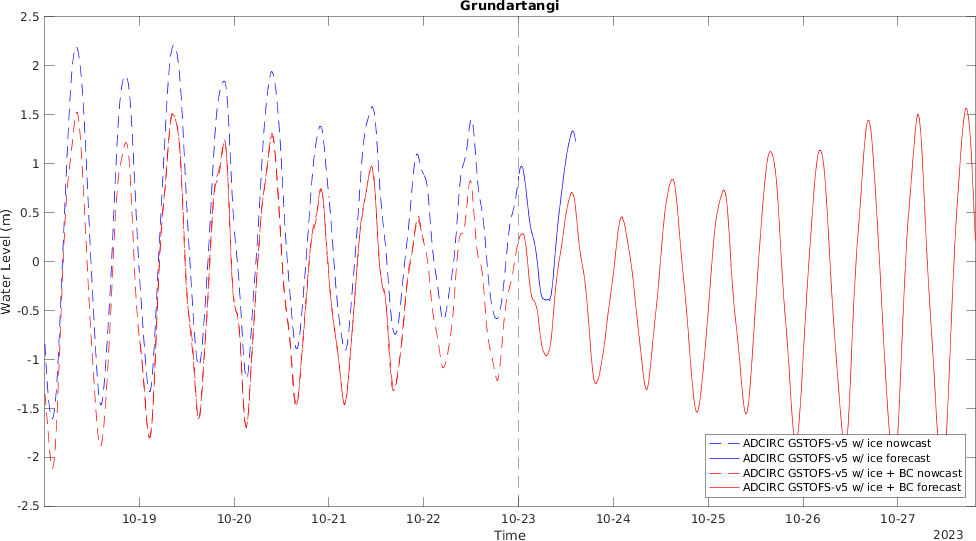 Grundartangi
2.5
2
1.5
1
0.5
0
-0.5
-1
-1.5
-2
-2.5
Water Level (m)
ADCIRC GSTOFS-v5 w/ ice nowcast
ADCIRC GSTOFS-v5 w/ ice forecast
ADCIRC GSTOFS-v5 w/ ice + BC nowcast
ADCIRC GSTOFS-v5 w/ ice + BC forecast
10-19 10-20 10-21 10-22 10-23 10-24 10-25 10-26 10-27
Time
2023